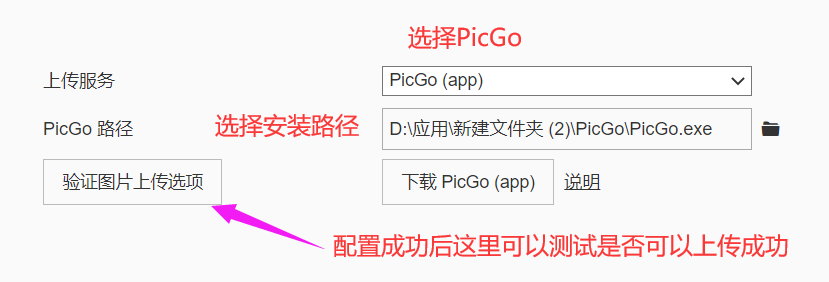 选择PicGo
上传服务 PicGo (app)
PicGo 路径 选择安装路径 D:\应用\新建文件夹 (2)\PicGo\PicGo.exe
验证图片上传选项 下载 PicGo (app) 说明
配置成功后这里可以测试是否可以上传成功